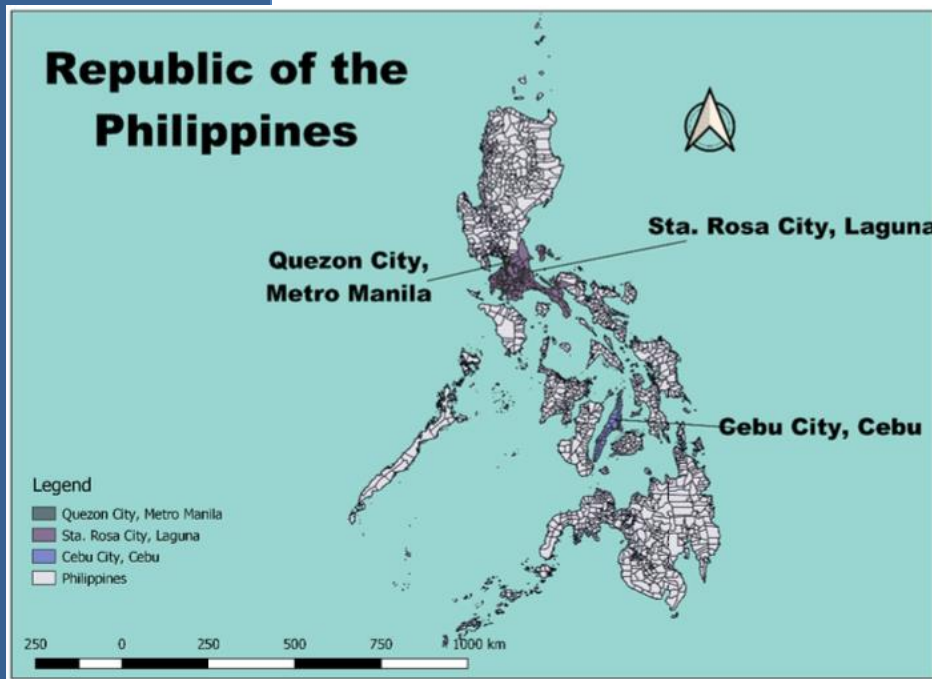 Republic of the
Philippines
Sta. Rosa City, Laguna
Quezon City,
Metro Manila
Cebu City, Cebu
Legend
Quezon City, Metro Manila
Sta. Rosa City, Laguna
Cebu City, Cebu
Philippines
250 0 250 500 750 1000 km